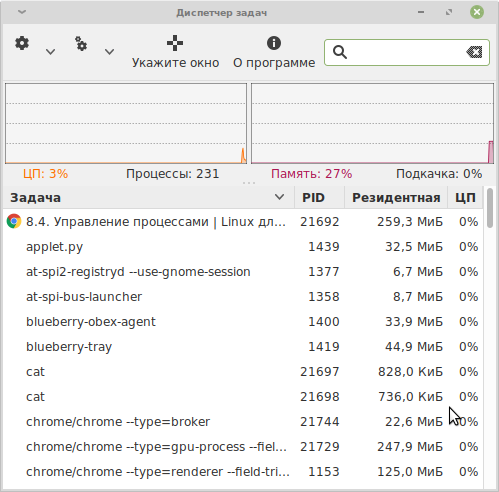 Диспетчер задач
Укажите окно
О программе
ЦП: 3%
Процессы: 231
Память: 27%
Подкачка: 0%
Задача PID Резидентная ЦП
8.4. Управление процессами | Linux дл... 21692 259,3 МиБ 0%
applet.py 1439 32,5 МиБ 0%
at-spi2-registryd --use-gnome-session 1377 6,7 МиБ 0%
at-spi-bus-launcher 1358 8,7 МиБ 0%
blueberry-obex-agent 1400 33,9 МиБ 0%
blueberry-tray 1419 44,9 МиБ 0%
cat 21697 828,0 КиБ 0%
cat 21698 736,0 КиБ 0%
chrome/chrome --type=broker 21744 22,6 МиБ 0%
chrome/chrome --type=gpu-process --fiel... 21729 247,9 МиБ 0%
chrome/chrome --type=renderer --field-tri... 1153 125,0 МиБ 0%